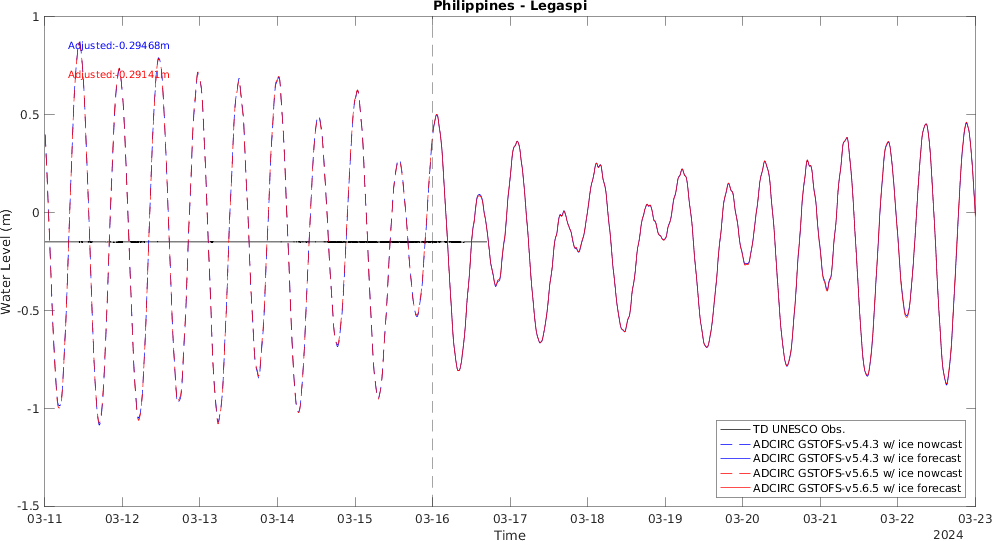 Philippines - Legaspi
Adjusted:-0.29468m
Adjusted:-0.29141m
1
0.5
0
-0.5
-1
-1.5
Water Level (m)
TD UNESCO Obs.
ADCIRC GSTOFS-v5.4.3 w/ ice nowcast
ADCIRC GSTOFS-v5.4.3 w/ ice forecast
ADCIRC GSTOFS-v5.6.5 w/ ice nowcast
ADCIRC GSTOFS-v5.6.5 w/ ice forecast
03-11 03-12 03-13 03-14 03-15 03-16 03-17 03-18 03-19 03-20 03-21 03-22 03-23
Time
2024